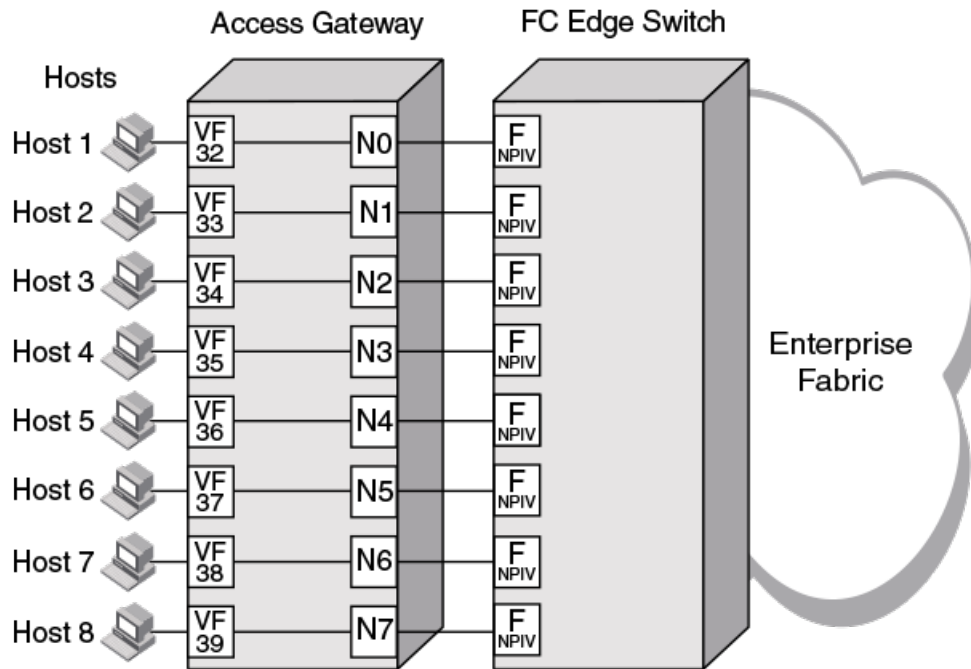 Access Gateway
FC Edge Switch
Hosts
Host 1
VF
32
N0
F
NPIV
Host 2
VF
33
N1
F
NPIV
Host 3
VF
34
N2
F
NPIV
Host 4
VF
35
N3
F
NPIV
Host 5
VF
36
N4
F
NPIV
Host 6
VF
37
N5
F
NPIV
Host 7
VF
38
N6
F
NPIV
Host 8
VF
39
N7
F
NPIV
Enterprise
Fabric